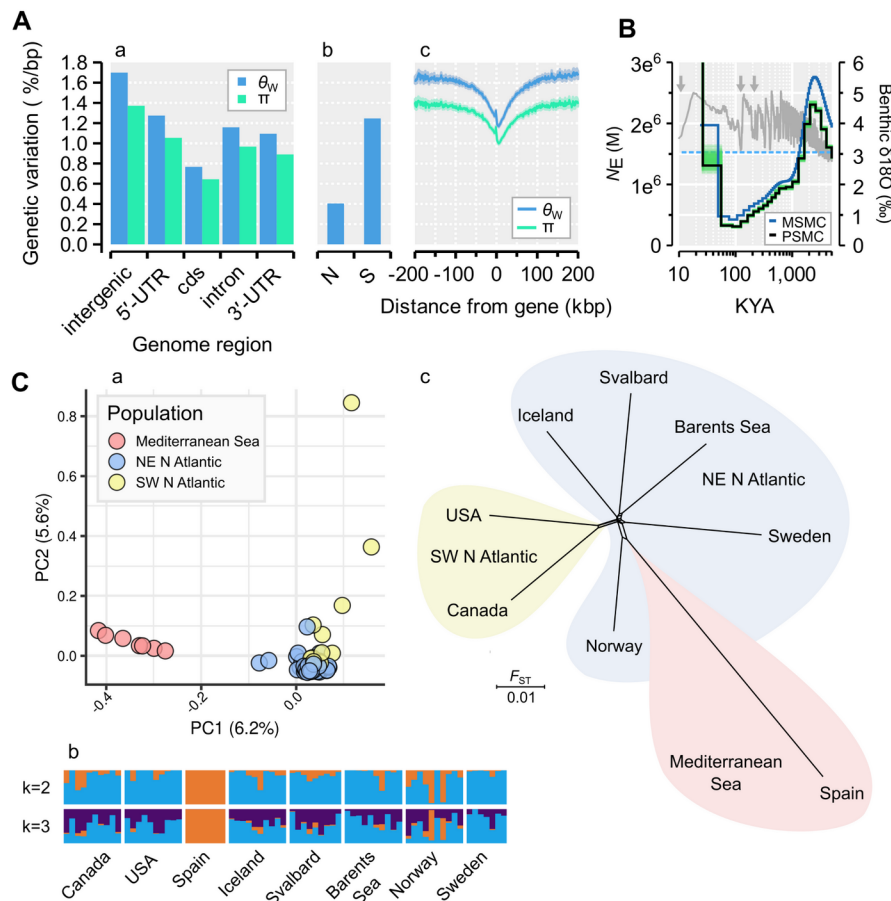 A
a
b
c
B
Genetic variation ( %/bp)
1.8
1.6
1.4
1.2
1.0
0.8
0.6
0.4
0.2
0.0
θW
π
intergenic
5′-UTR
cds
intron
3′-UTR
Genome region
N
S
θW
π
-200
-100
0
100
200
Distance from gene (kbp)
NE (M)
3e⁶
2e⁶
1e⁶
0
6
5
4
3
2
1
0
Benthic δ18O (‰)
MSMC
PSMC
10
100
1,000
KYA
C
a
Population
Mediterranean Sea
NE N Atlantic
SW N Atlantic
PC2 (5.6%)
0.8
0.6
0.4
0.2
0.0
-0.4
-0.2
0.0
PC1 (6.2%)
c
Svalbard
Iceland
Barents Sea
NE N Atlantic
USA
Sweden
SW N Atlantic
Canada
Norway
FST
0.01
Mediterranean
Sea
Spain
b
k=2
k=3
Canada
USA
Spain
Iceland
Svalbard
Barents
Sea
Norway
Sweden